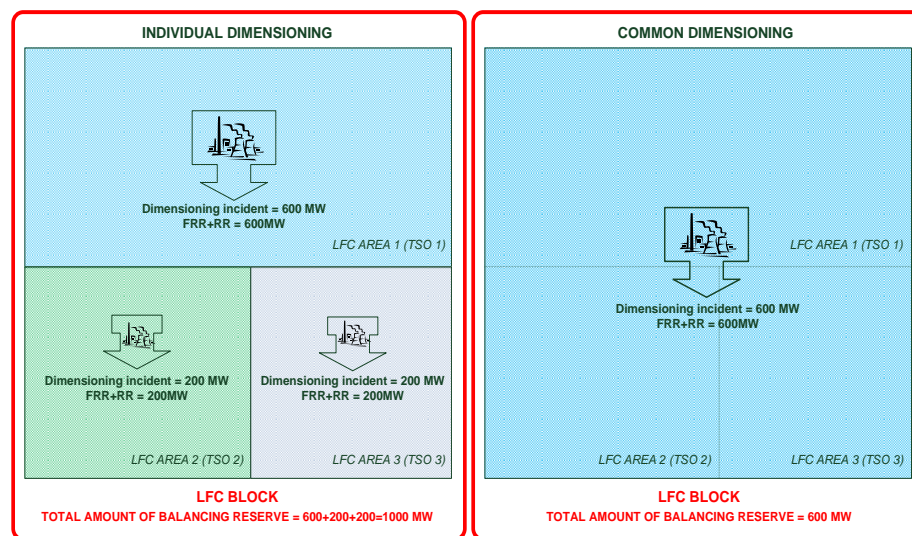 INDIVIDUAL DIMENSIONING
Dimensioning incident = 600 MW
FRR+RR = 600MW
LFC AREA 1 (TSO 1)
Dimensioning incident = 200 MW
FRR+RR = 200MW
LFC AREA 2 (TSO 2)
Dimensioning incident = 200 MW
FRR+RR = 200MW
LFC AREA 3 (TSO 3)
LFC BLOCK
TOTAL AMOUNT OF BALANCING RESERVE = 600+200+200=1000 MW
COMMON DIMENSIONING
LFC AREA 1 (TSO 1)
Dimensioning incident = 600 MW
FRR+RR = 600MW
LFC AREA 2 (TSO 2)
LFC AREA 3 (TSO 3)
LFC BLOCK
TOTAL AMOUNT OF BALANCING RESERVE = 600 MW